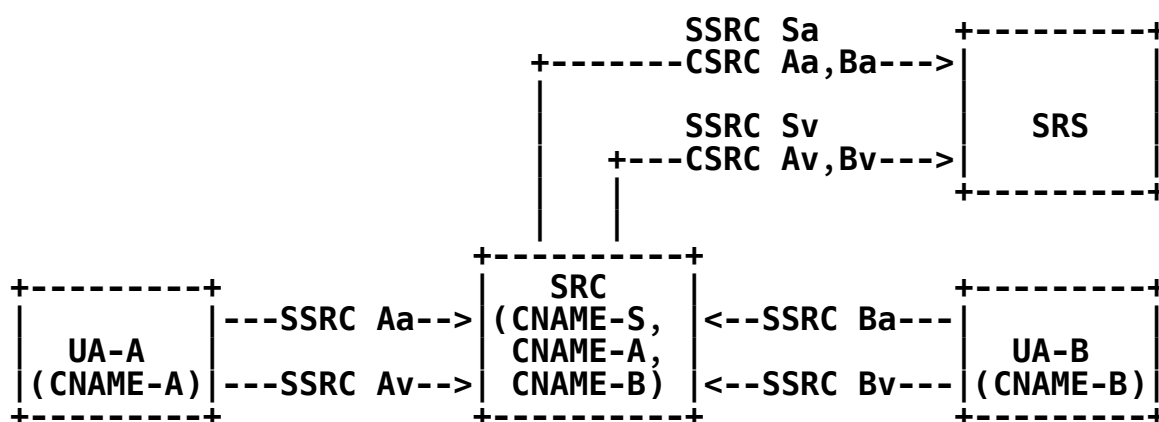 SSRC Sa +---------+
+-------CSRC Aa,Ba--->| |
| | |
| SSRC Sv | SRS |
| +---CSRC Av,Bv--->| |
| | +---------+
| |
+----------+
+---------+ | SRC | +---------+
| |---SSRC Aa-->|(CNAME-S, |<--SSRC Ba---| |
| UA-A | | CNAME-A, | | UA-B |
|(CNAME-A)|---SSRC Av-->| CNAME-B) |<--SSRC Bv---|(CNAME-B)|
+---------+ +----------+ +---------+